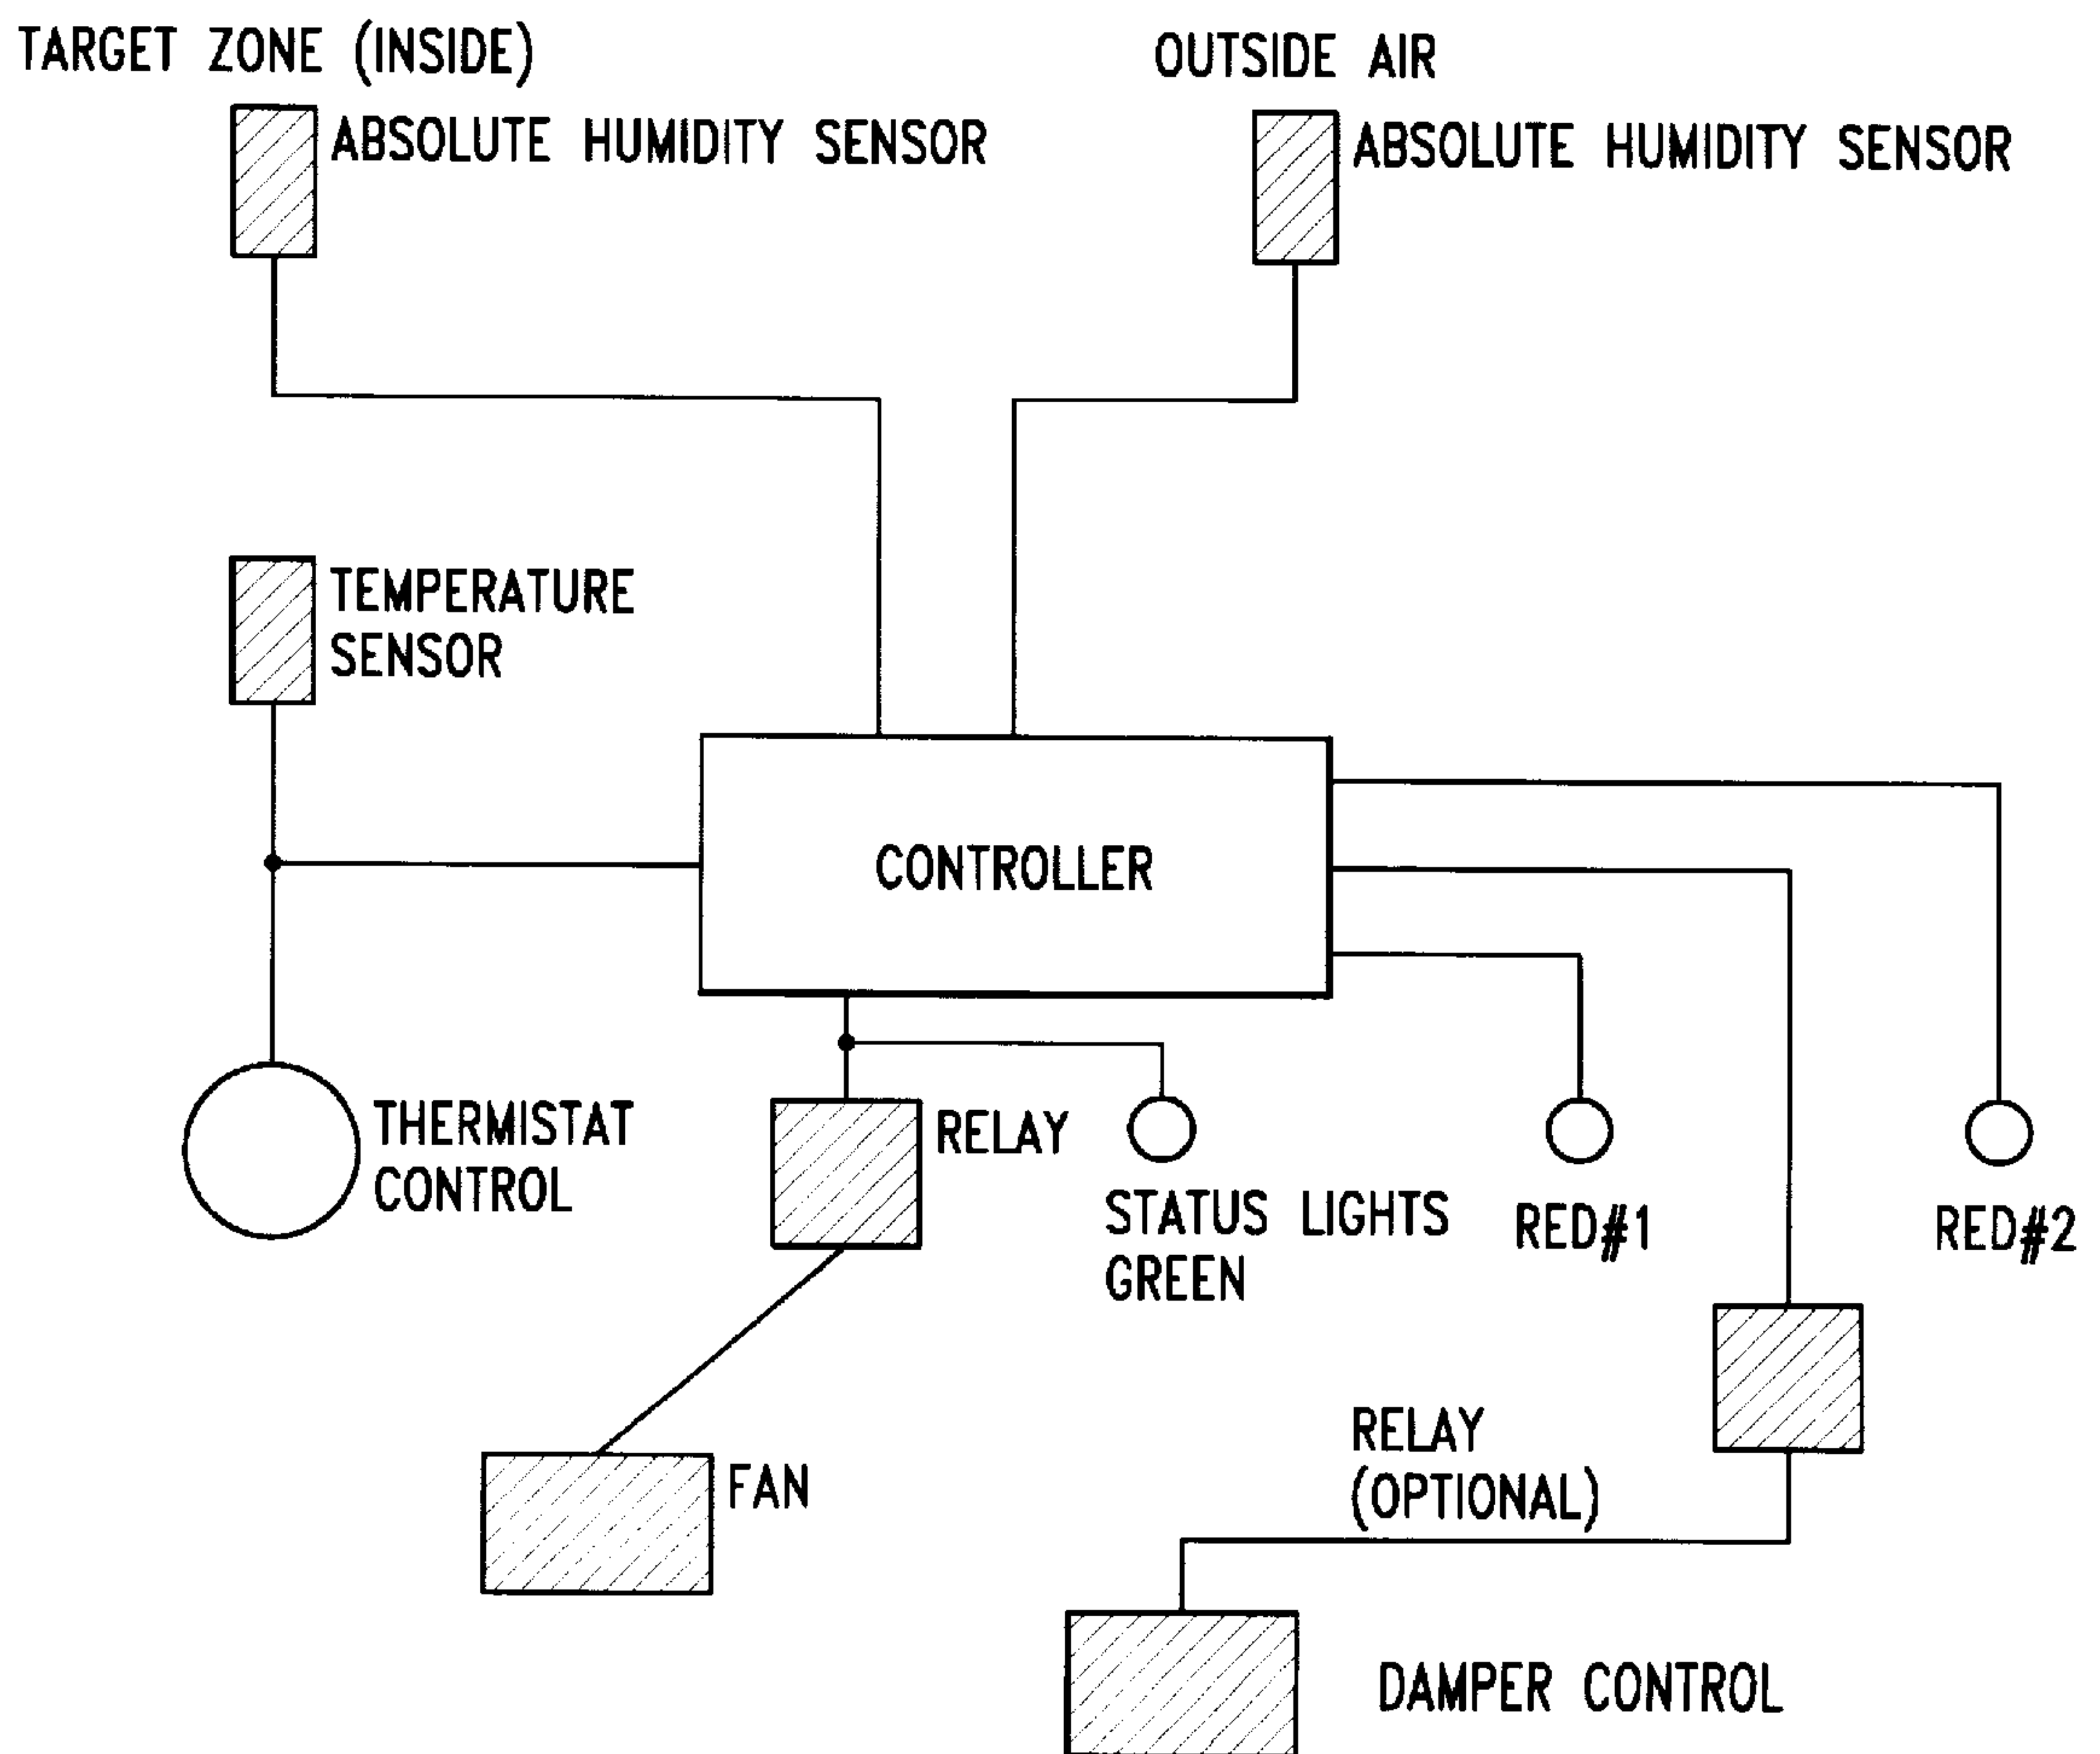 TARGET ZONE (INSIDE)
OUTSIDE AIR
ABSOLUTE HUMIDITY SENSOR
ABSOLUTE HUMIDITY SENSOR
TEMPERATURE
SENSOR
CONTROLLER
THERMISTAT
CONTROL
RELAY
STATUS LIGHTS
GREEN
RED#1
RED#2
RELAY
(OPTIONAL)
FAN
DAMPER CONTROL